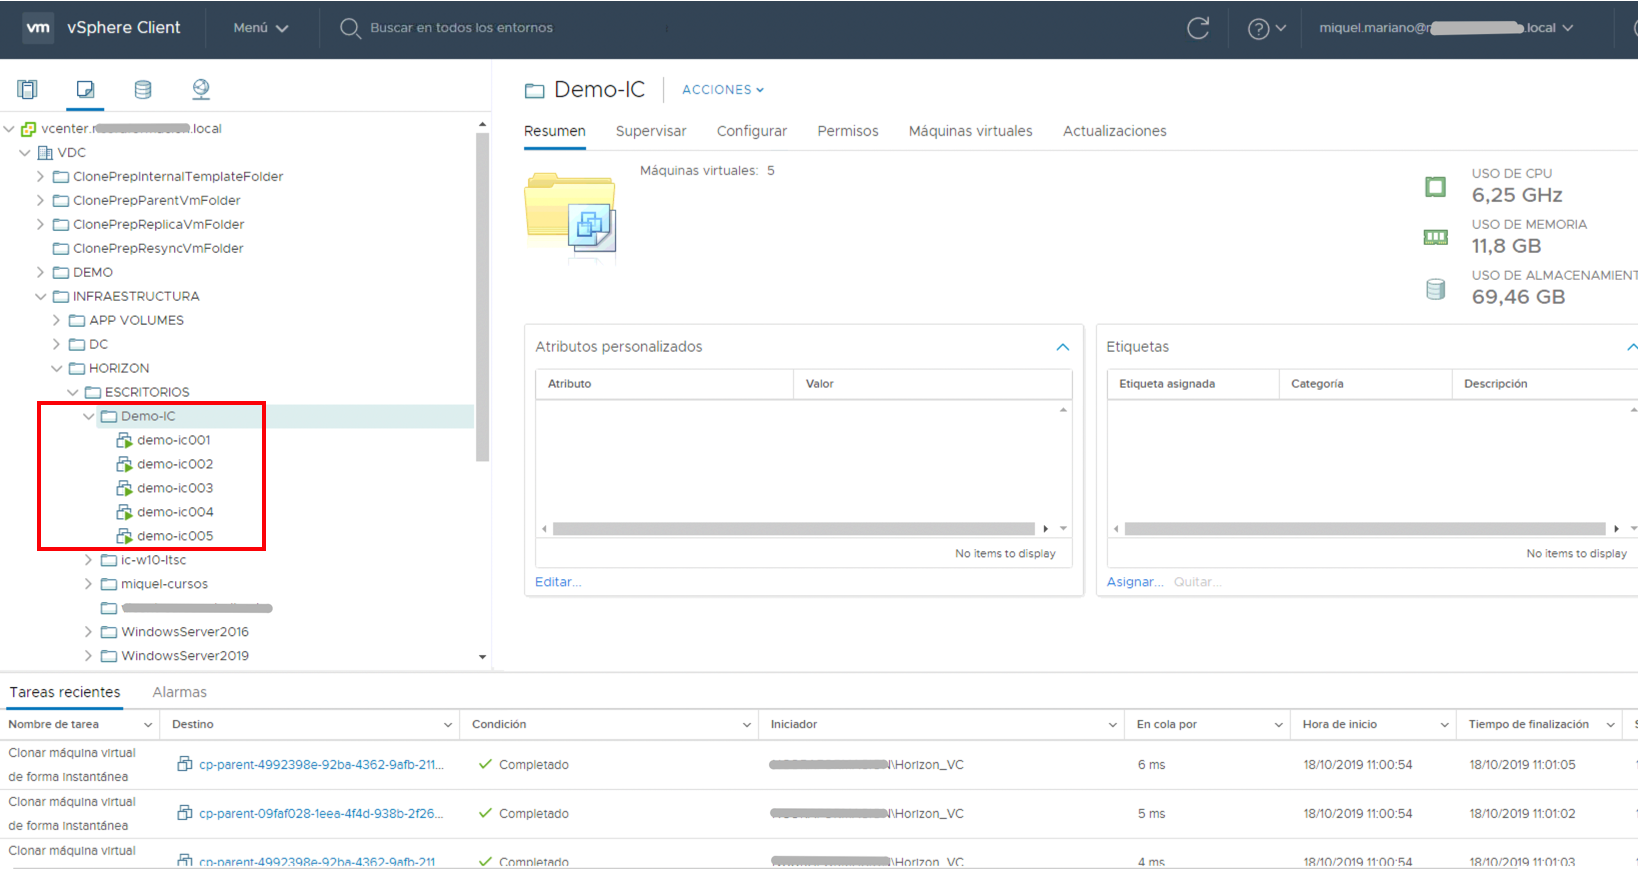 vm vSphere Client Menú Buscar en todos los entornos miquel.mariano@ .local
vcenter. .local
VDC
ClonePrepInternalTemplateFolder
ClonePrepParentVmFolder
ClonePrepReplicaVmFolder
ClonePrepResyncVmFolder
DEMO
INFRAESTRUCTURA
APP VOLUMES
DC
HORIZON
ESCRITORIOS
Demo-IC
demo-ic001
demo-ic002
demo-ic003
demo-ic004
demo-ic005
ic-w10-ltsc
miquel-cursos
WindowsServer2016
WindowsServer2019
Demo-IC ACCIONES
Resumen Supervisar Configurar Permisos Máquinas virtuales Actualizaciones
Máquinas virtuales: 5
USO DE CPU
6,25 GHz
USO DE MEMORIA
11,8 GB
USO DE ALMACENAMIENT
69,46 GB
Atributos personalizados
Atributo Valor
No items to display
Editar...
Etiquetas
Etiqueta asignada Categoría Descripción
No items to display
Asignar... Quitar...
Tareas recientes Alarmas
Nombre de tarea Destino Condición Iniciador En cola por Hora de inicio Tiempo de finalización S
Clonar máquina virtual
de forma instantánea cp-parent-4992398e-92ba-4362-9afb-211... Completado \Horizon_VC 6 ms 18/10/2019 11:00:54 18/10/2019 11:01:05
Clonar máquina virtual
de forma instantánea cp-parent-09faf028-1eea-4f4d-938b-2f26... Completado \Horizon_VC 5 ms 18/10/2019 11:00:54 18/10/2019 11:01:02
Clonar máquina virtual
cp-parent-4992398e-92ba-4362-9afb-211 Completado \Horizon_VC 4 ms 18/10/2019 11:00:54 18/10/2019 11:01:03